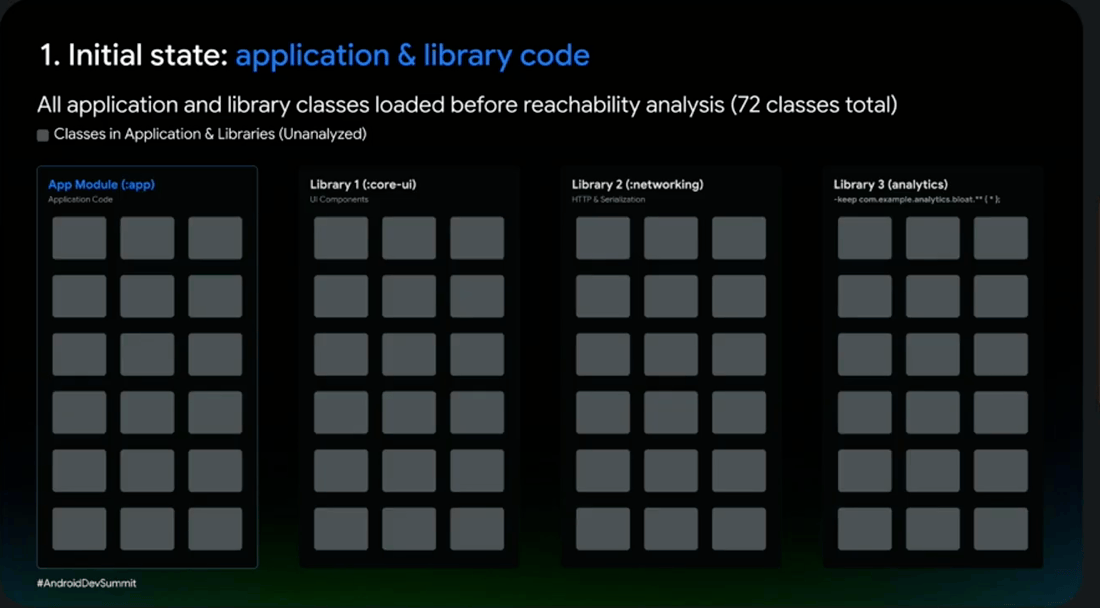 1. Initial state: application & library code
All application and library classes loaded before reachability analysis (72 classes total)
Classes in Application & Libraries (Unanalyzed)
App Module (:app)
Application Code
Library 1 (:core-ui)
UI Components
Library 2 (:networking)
HTTP & Serialization
Library 3 (analytics)
-keep com.example.analytics.bloat.** { *; };
#AndroidDevSummit